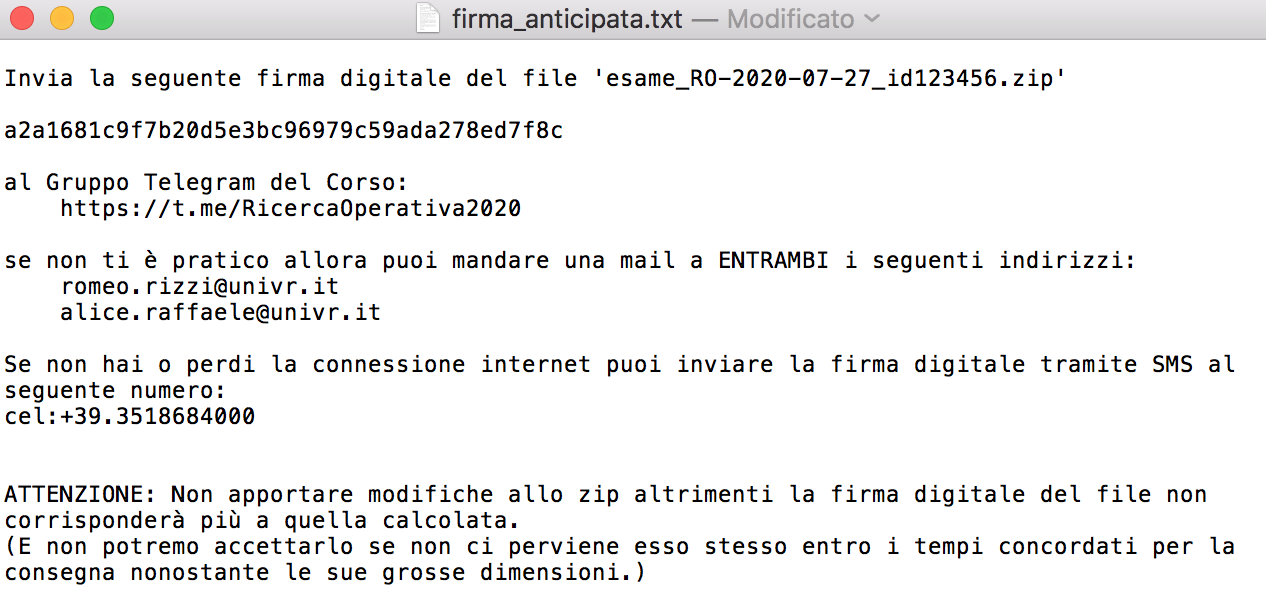 firma_anticipata.txt — Modificato
Invia la seguente firma digitale del file 'esame_RO-2020-07-27_id123456.zip'
a2a1681c9f7b20d5e3bc96979c59ada278ed7f8c
al Gruppo Telegram del Corso:
https://t.me/RicercaOperativa2020
se non ti è pratico allora puoi mandare una mail a ENTRAMBI i seguenti indirizzi:
romeo.rizzi@univr.it
alice.raffaele@univr.it
Se non hai o perdi la connessione internet puoi inviare la firma digitale tramite SMS al
seguente numero:
cel:+39.3518684000
ATTENZIONE: Non apportare modifiche allo zip altrimenti la firma digitale del file non
corrisponderà più a quella calcolata.
(E non potremo accettarlo se non ci perviene esso stesso entro i tempi concordati per la
consegna nonostante le sue grosse dimensioni.)